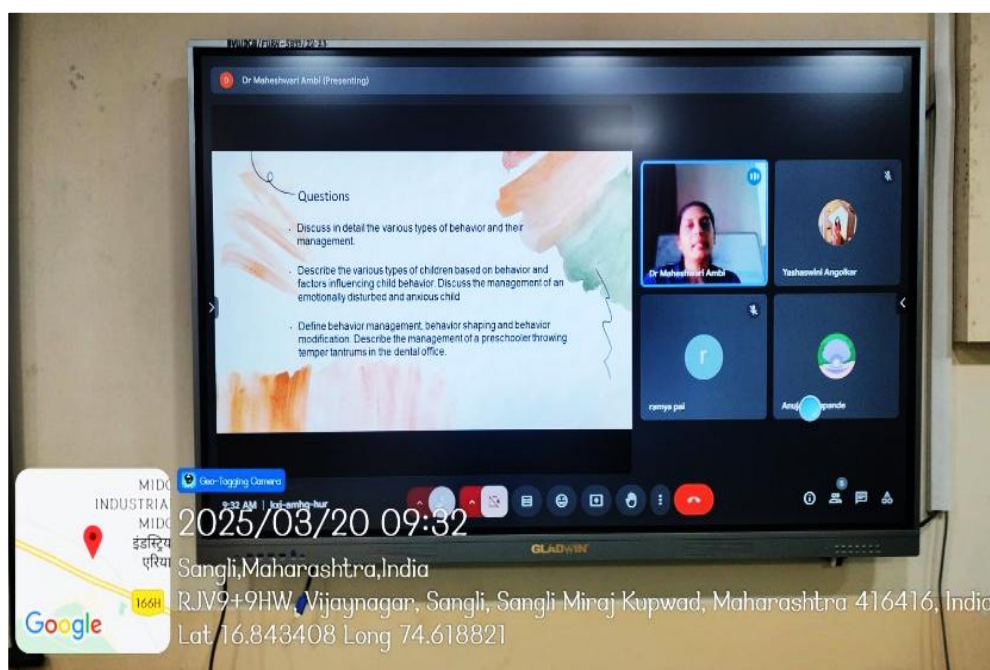 Dr Maheshwari Ambi (Presenting)
Questions
Discuss in detail the various types of behavior and their
management.
Describe the various types of children based on behavior and
factors influencing child behavior. Discuss the management of an
emotionally disturbed and anxious child
Define behavior management, behavior shaping and behavior
modification. Describe the management of a preschooler throwing
temper tantrums in the dental office.
Dr Maheshwari Ambi
Yashaswini Angolkar
r
ramya pai
9:32 AM
GLADWIN
Geo-Tagging Camera
2025/03/20 09:32
Sangli,Maharashtra,India
RJV9+9HW, Vijaynagar, Sangli, Sangli Miraj Kupwad, Maharashtra 416416, India
Lat 16.843408 Long 74.618821
MIDC
INDUSTRIA
MIDC
इंडस्ट्रिय
एरिया
166H
Google